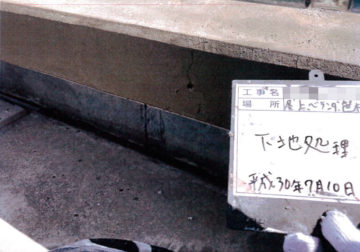 工事名
場所 屋上ベランダ他
下地処理
平成30年7月10日